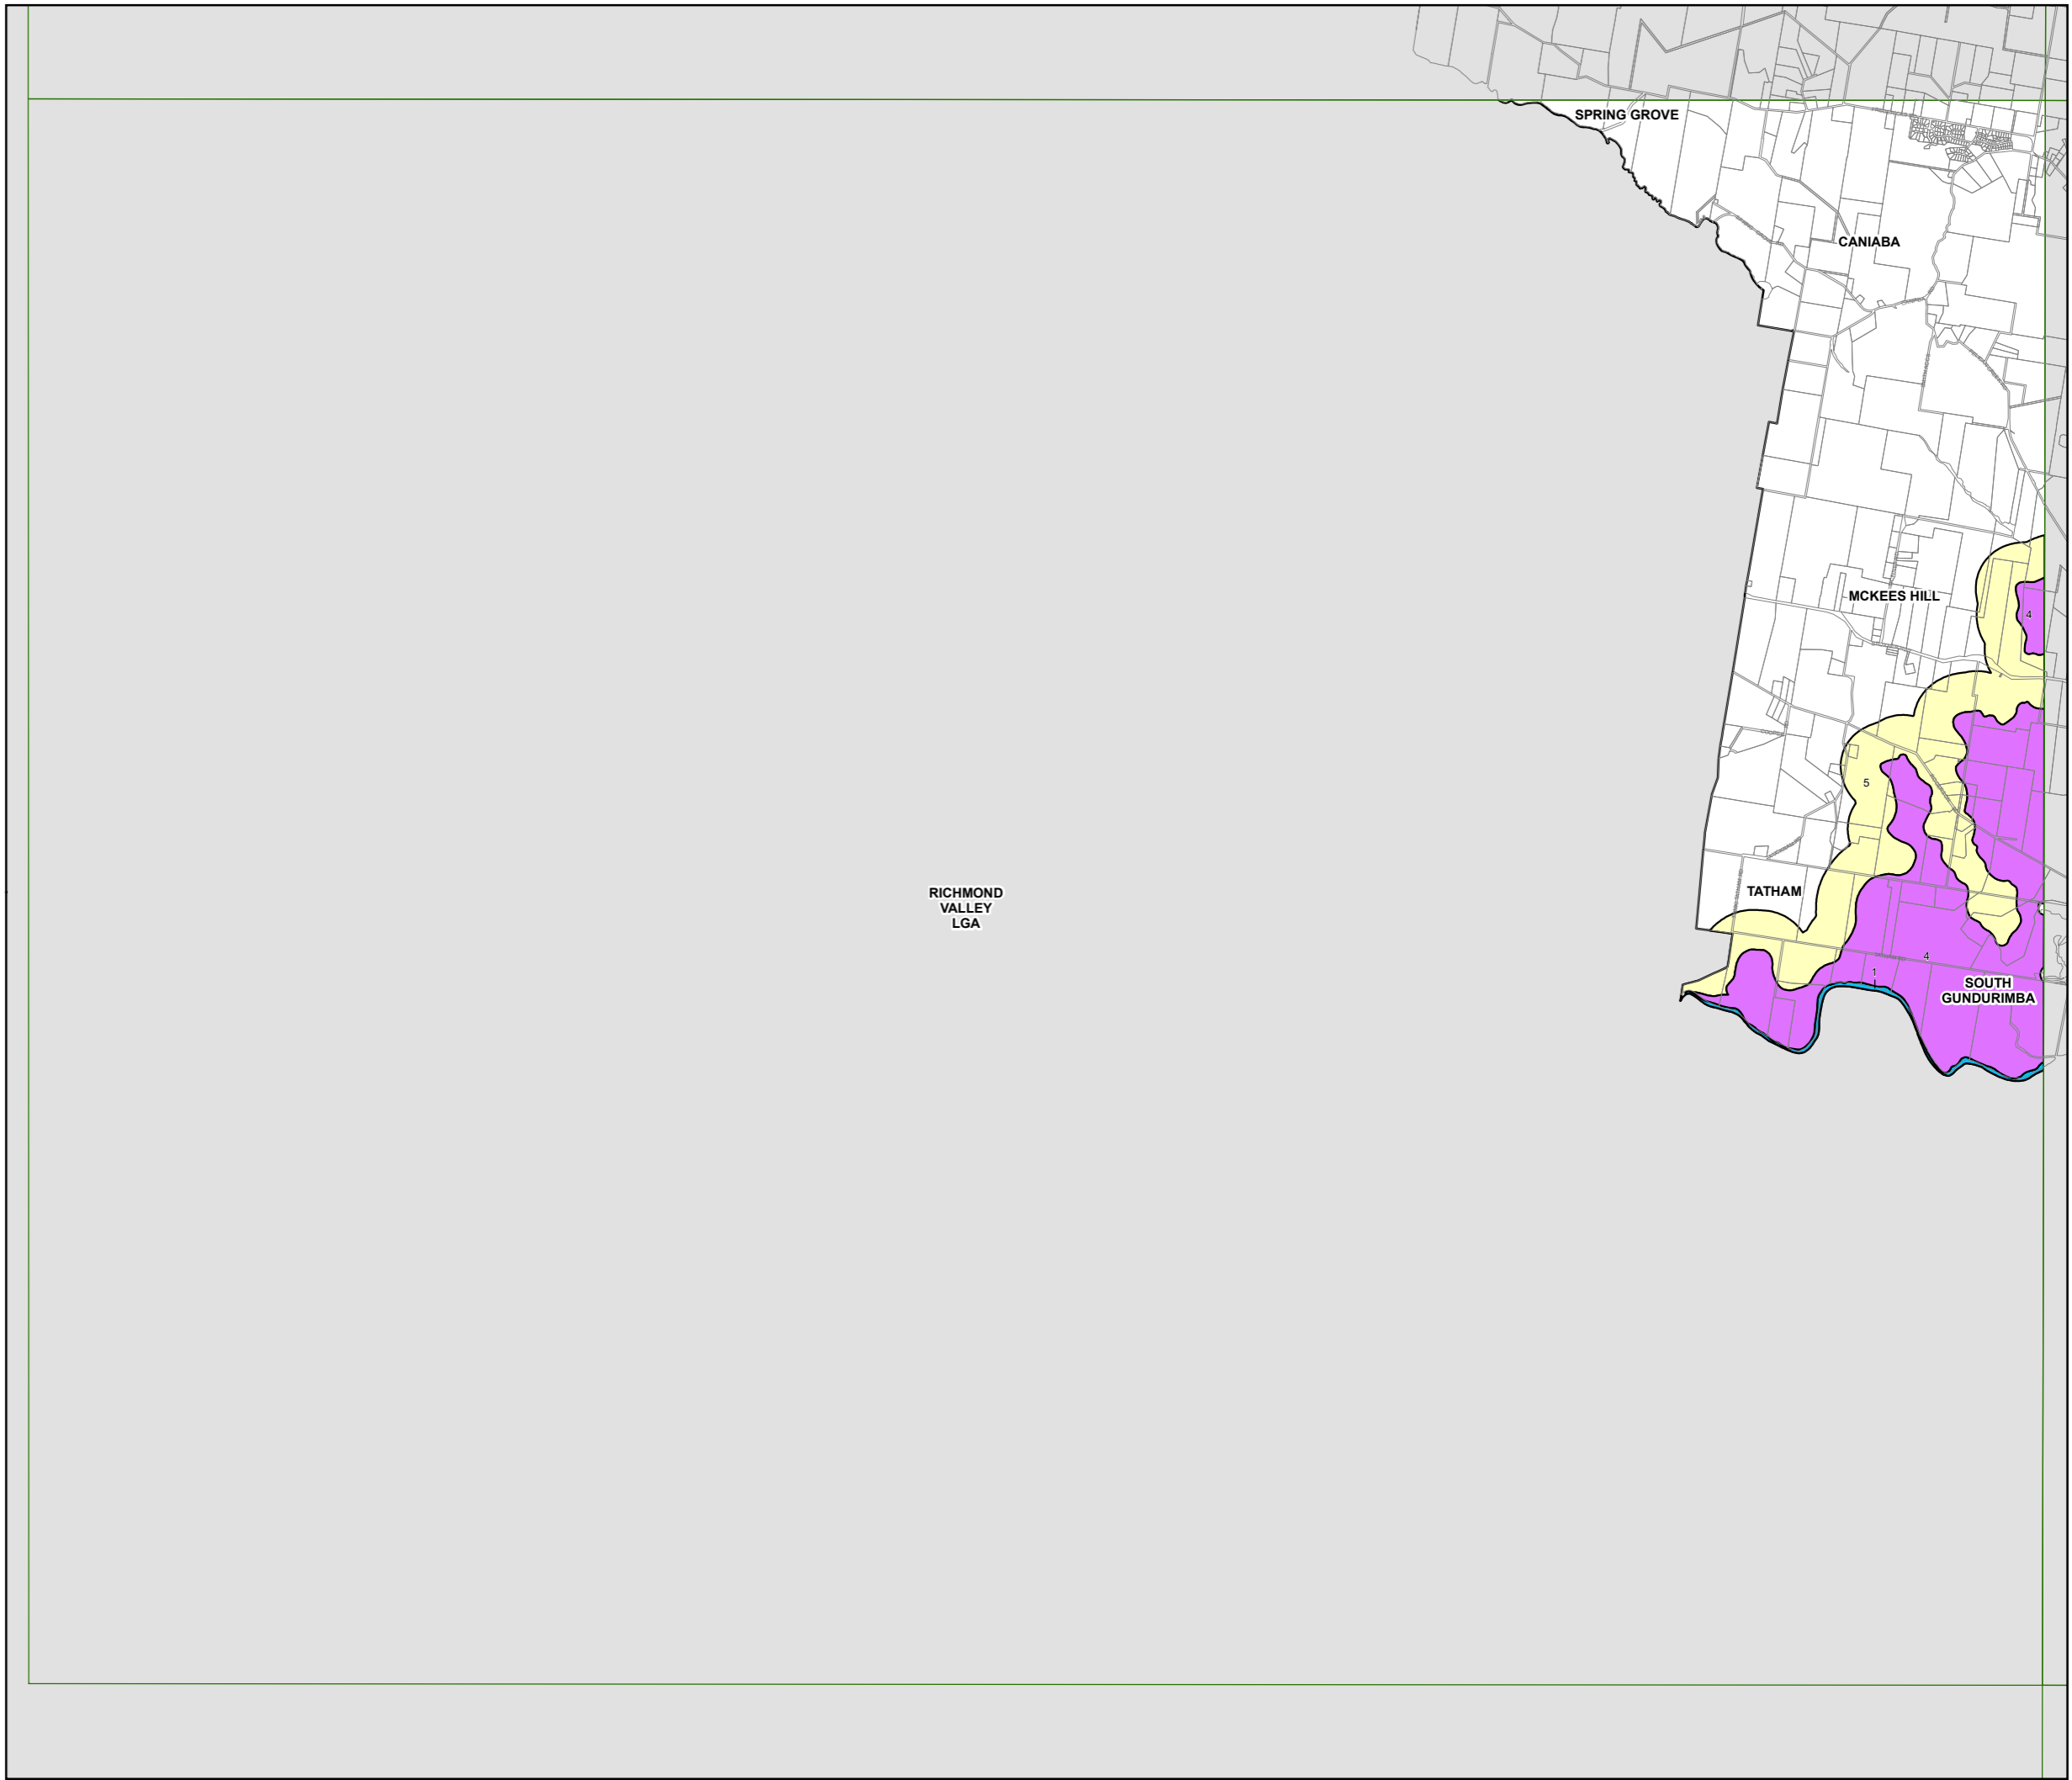 SPRING GROVE
CANIABA
MCKEES HILL
4
5
RICHMOND
VALLEY
LGA
TATHAM
4
1
SOUTH
GUNDURIMBA